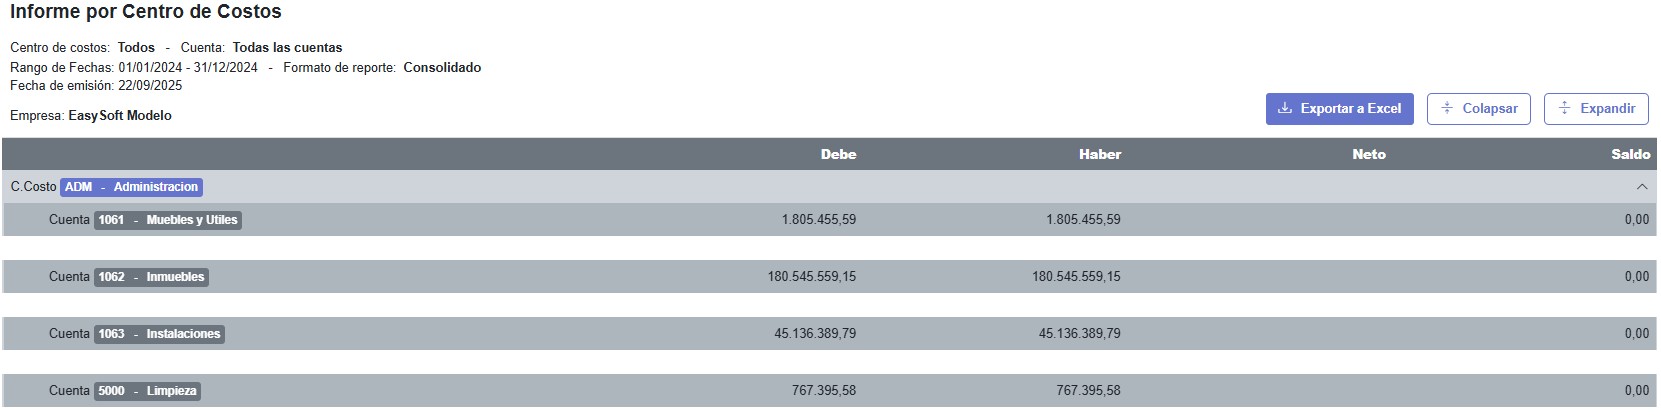 Informe por Centro de Costos
Centro de costos: Todos - Cuenta: Todas las cuentas
Rango de Fechas: 01/01/2024 - 31/12/2024 - Formato de reporte: Consolidado
Fecha de emisión: 22/09/2025
Empresa: EasySoft Modelo
Exportar a Excel Colapsar Expandir
Debe Haber Neto Saldo
C.Costo ADM - Administracion
Cuenta 1061 - Muebles y Utiles 1.805.455,59 1.805.455,59 0,00
Cuenta 1062 - Inmuebles 180.545.559,15 180.545.559,15 0,00
Cuenta 1063 - Instalaciones 45.136.389,79 45.136.389,79 0,00
Cuenta 5000 - Limpieza 767.395,58 767.395,58 0,00